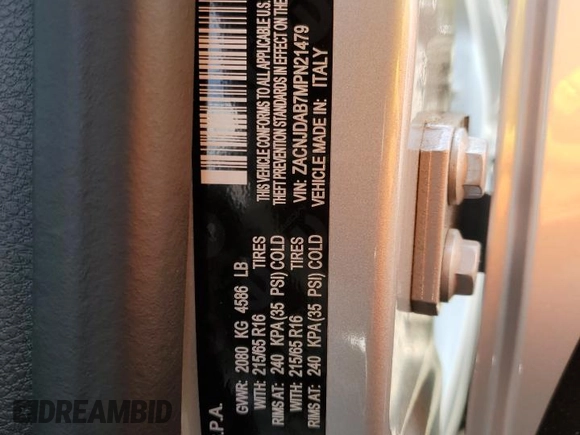 .P.A.
GVWR: 2080 KG 4586 LB
WITH: 215/65 R16 TIRES
RIMS AT: 240 KPA(35 PSI) COLD
WITH: 215/65 R16 TIRES
RIMS AT: 240 KPA(35 PSI) COLD
THIS VEHICLE CONFORMS TO ALL APPLICABLE U.S.
THEFT PREVENTION STANDARDS IN EFFECT ON THE
VIN: ZACNJDAB7MPN21479
VEHICLE MADE IN: ITALY
DREAMBID